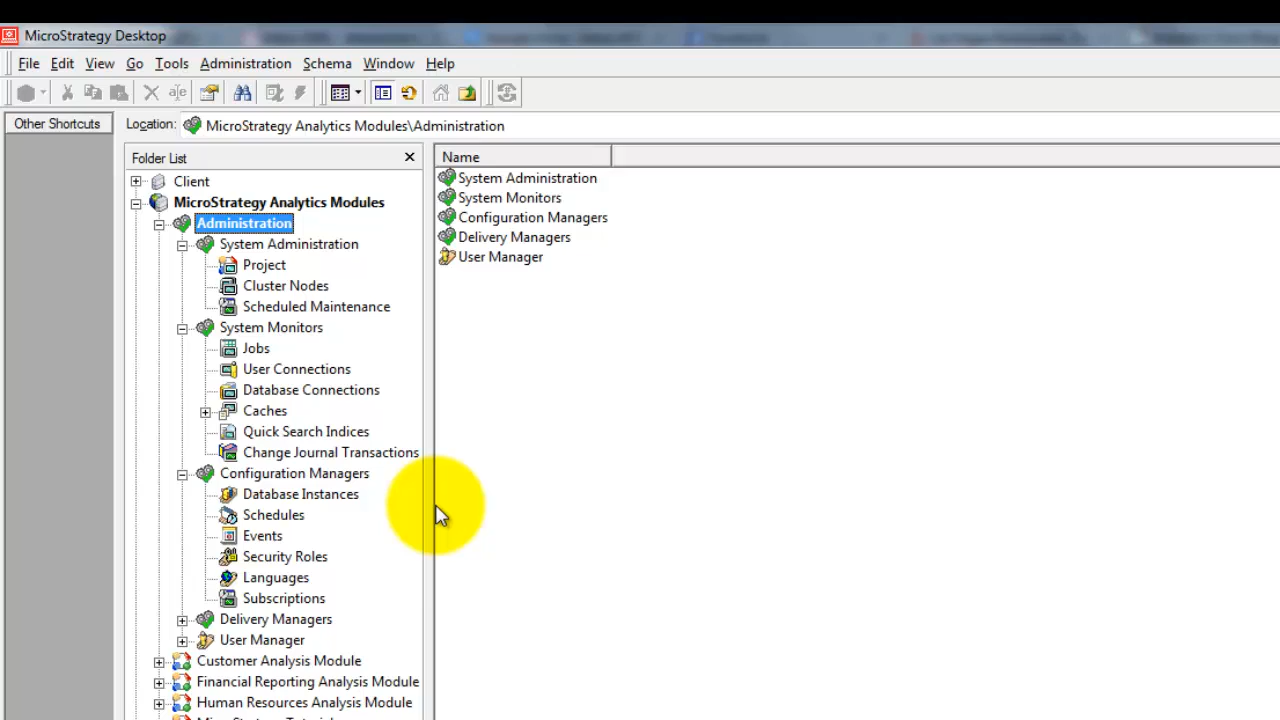 MicroStrategy Desktop
File Edit View Go Tools Administration Schema Window Help
Other Shortcuts
Location: MicroStrategy Analytics Modules\Administration
Folder List
Client
MicroStrategy Analytics Modules
Administration
System Administration
Project
Cluster Nodes
Scheduled Maintenance
System Monitors
Jobs
User Connections
Database Connections
Caches
Quick Search Indices
Change Journal Transactions
Configuration Managers
Database Instances
Schedules
Events
Security Roles
Languages
Subscriptions
Delivery Managers
User Manager
Customer Analysis Module
Financial Reporting Analysis Module
Human Resources Analysis Module
Name
System Administration
System Monitors
Configuration Managers
Delivery Managers
User Manager